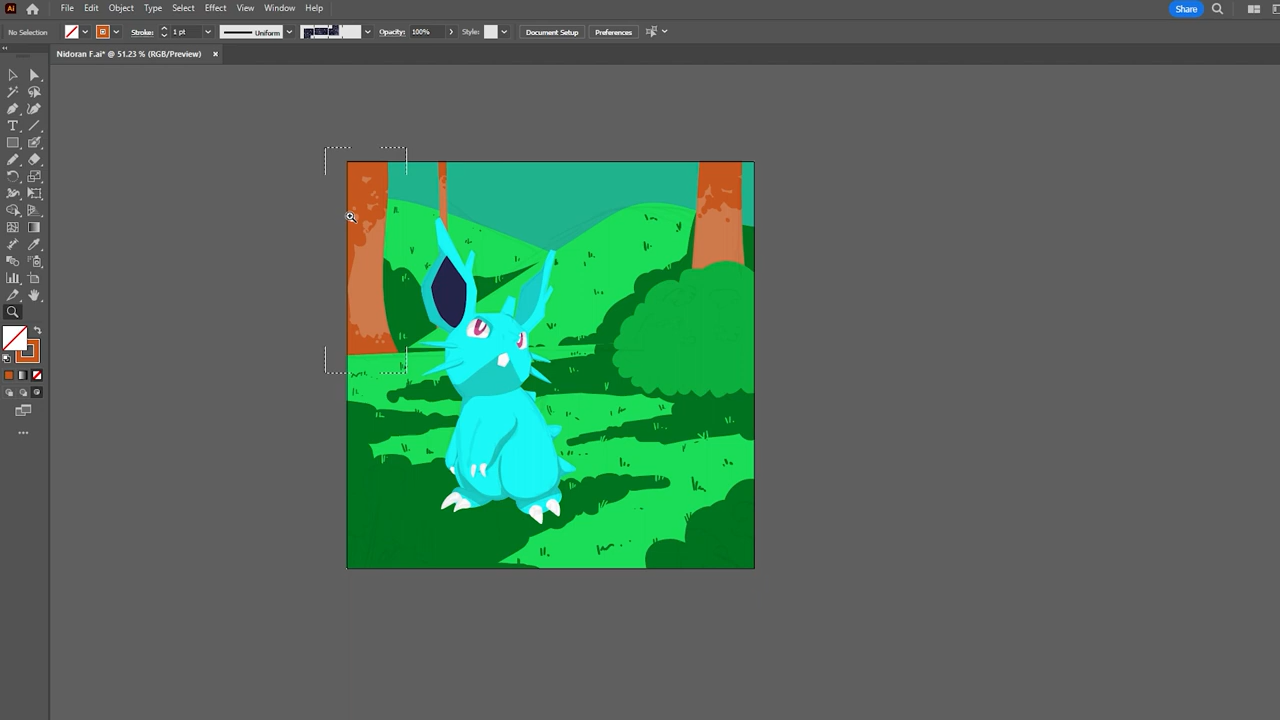 Ai File Edit Object Type Select Effect View Window Help Share
No Selection Stroke: 1 pt Uniform Opacity: 100% Style: Document Setup Preferences
Nidoran F.ai* @ 51.23 % (RGB/Preview) ×